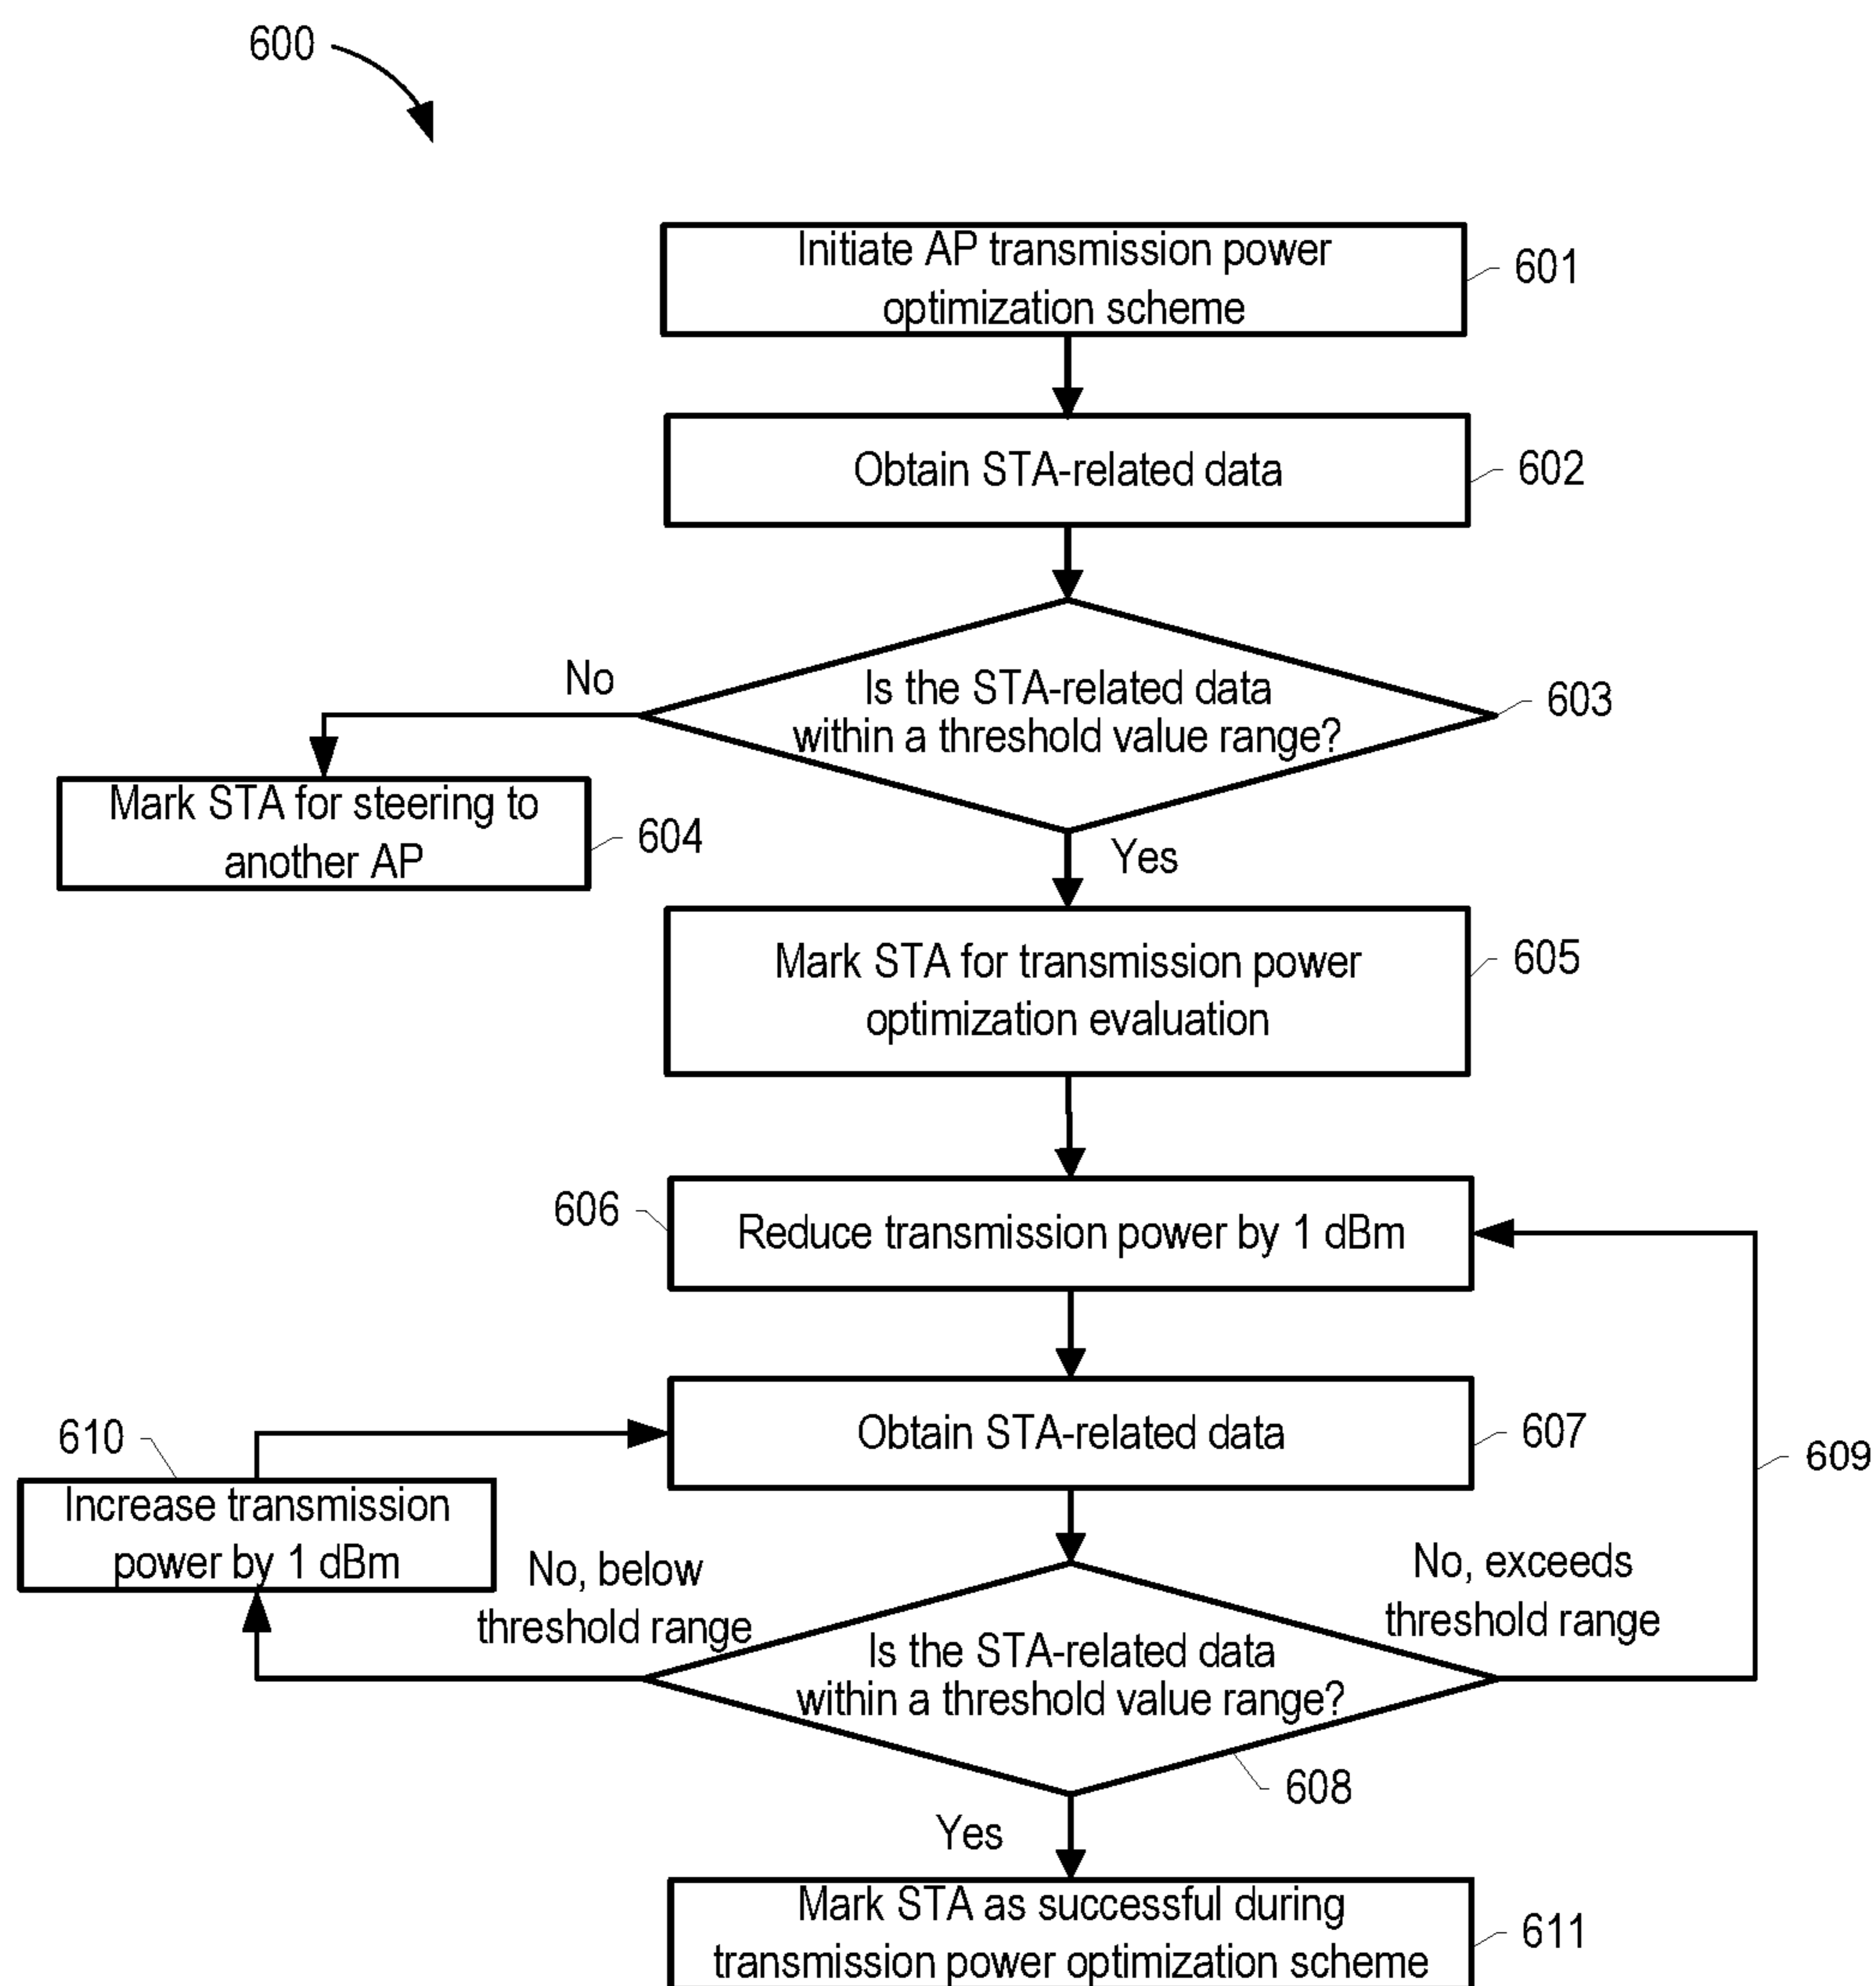 600
Initiate AP transmission power
optimization scheme
601
Obtain STA-related data
602
No
Is the STA-related data
within a threshold value range?
603
Mark STA for steering to
another AP
604
Yes
Mark STA for transmission power
optimization evaluation
605
606
Reduce transmission power by 1 dBm
610
Obtain STA-related data
607
609
Increase transmission
power by 1 dBm
No, below
threshold range
No, exceeds
threshold range
Is the STA-related data
within a threshold value range?
608
Yes
Mark STA as successful during
transmission power optimization scheme
611